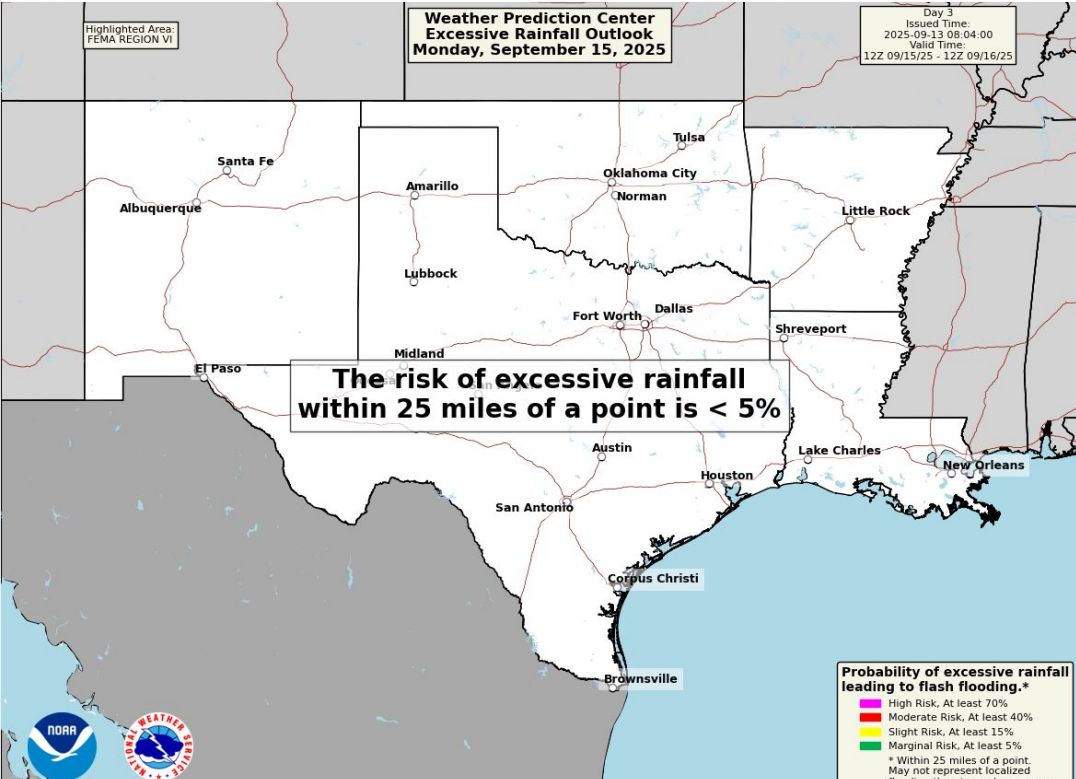 Highlighted Area:
FEMA REGION VI
Weather Prediction Center
Excessive Rainfall Outlook
Monday, September 15, 2025
Day 3
Issued Time:
2025-09-13 08:04:00
Valid Time:
12Z 09/15/25 - 12Z 09/16/25
Tulsa
Santa Fe
Oklahoma City
Amarillo
Norman
Albuquerque
Little Rock
Lubbock
Dallas
Fort Worth
Shreveport
Midland
El Paso
The risk of excessive rainfall
within 25 miles of a point is < 5%
Austin
Lake Charles
New Orleans
Houston
San Antonio
Corpus Christi
Brownsville
Probability of excessive rainfall
leading to flash flooding.*
High Risk, At least 70%
Moderate Risk, At least 40%
Slight Risk, At least 15%
Marginal Risk, At least 5%
* Within 25 miles of a point.
May not represent localized
NOAA
NATIONAL WEATHER SERVICE